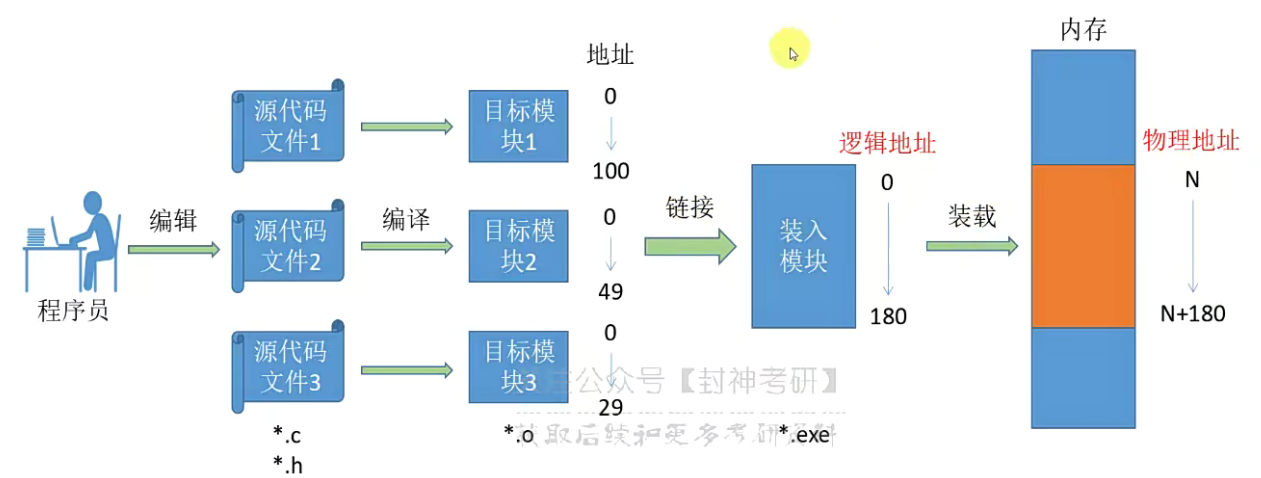 内存
地址
源代码
文件1
目标模
块1
0
100
逻辑地址
物理地址
0
N
编辑
源代码
文件2
编译
目标模
块2
0
49
链接
装入
模块
装载
180
N+180
程序员
源代码
文件3
目标模
块3
0
29
公众号【封神考研】
获取后续和更多考研资料
*.c
*.h
*.o
*.exe